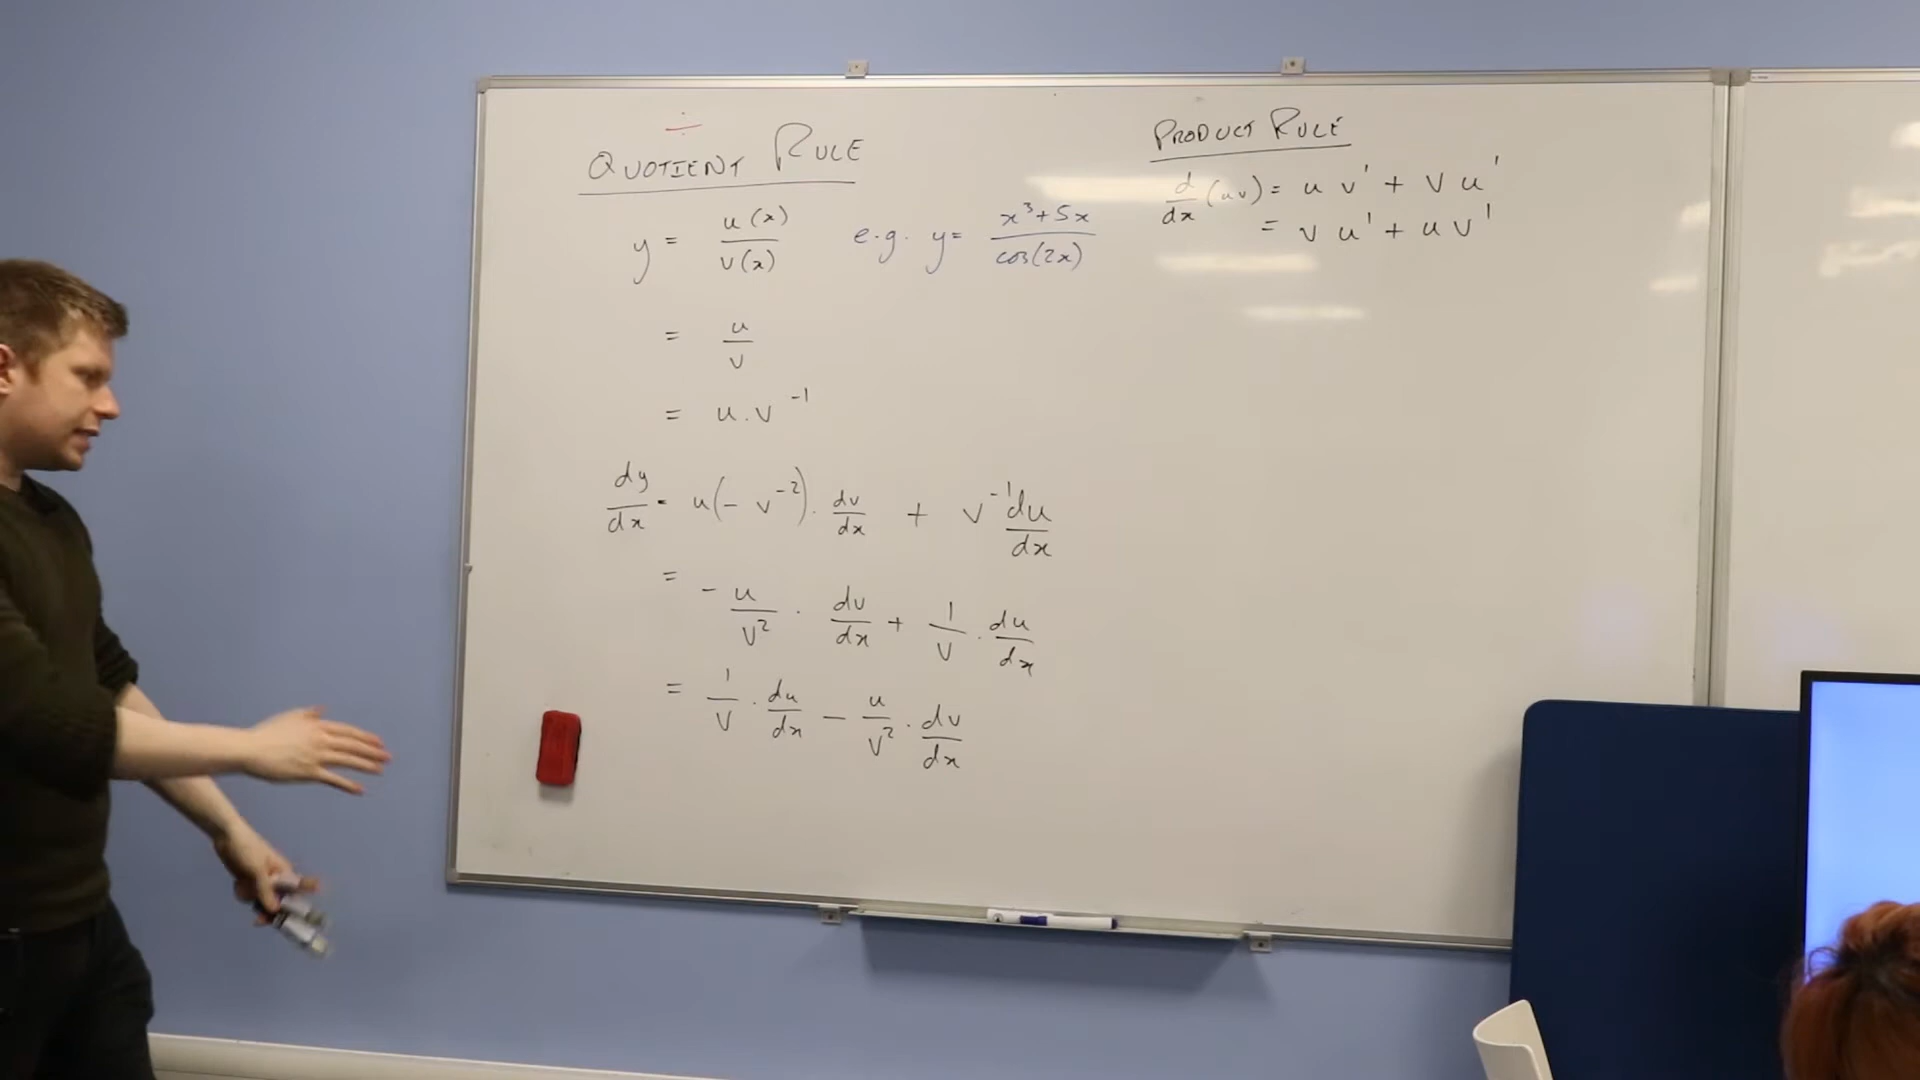 ÷
QUOTIENT RULE
y = u(x)/v(x) e.g. y= x³+5x/cos(2x)
= u/v
= u.v⁻¹
dy/dx = u(-v⁻²). dv/dx + v⁻¹ du/dx
= -u/v² . dv/dx + 1/v . du/dx
= 1/v . du/dx - u/v² . dv/dx
PRODUCT RULE
d/dx (uv) = u v' + v u'
= v u' + u v'